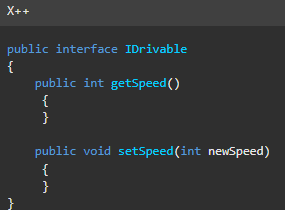 X++
public interface IDrivable
{
    public int getSpeed()
     {
     }
    public void setSpeed(int newSpeed)
     {
     }
}